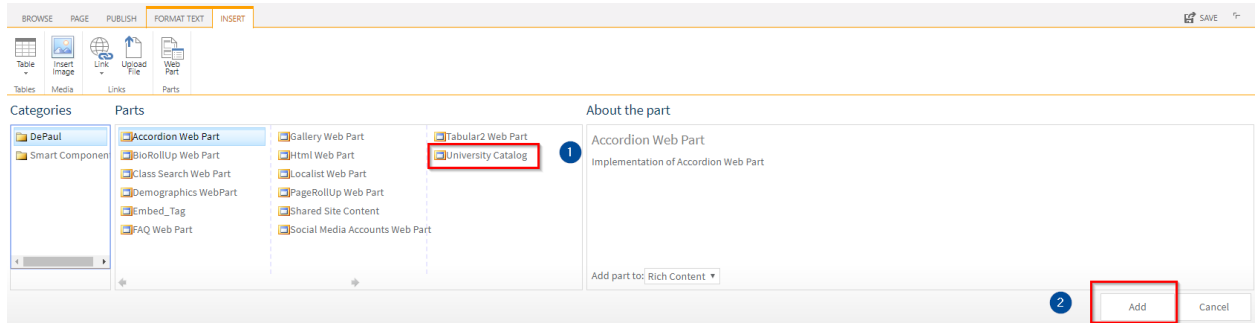 BROWSE PAGE PUBLISH FORMAT TEXT INSERT SAVE
Table Insert Image Link Upload File Web Part
Tables Media Links Parts
Categories Parts About the part
DePaul
Smart Componen
Accordion Web Part
BioRollUp Web Part
Class Search Web Part
Demographics WebPart
Embed_Tag
FAQ Web Part
Gallery Web Part
Html Web Part
Localist Web Part
PageRollUp Web Part
Shared Site Content
Social Media Accounts Web Part
Tabular2 Web Part
University Catalog
1
Accordion Web Part
Implementation of Accordion Web Part
Add part to: Rich Content
2
Add Cancel